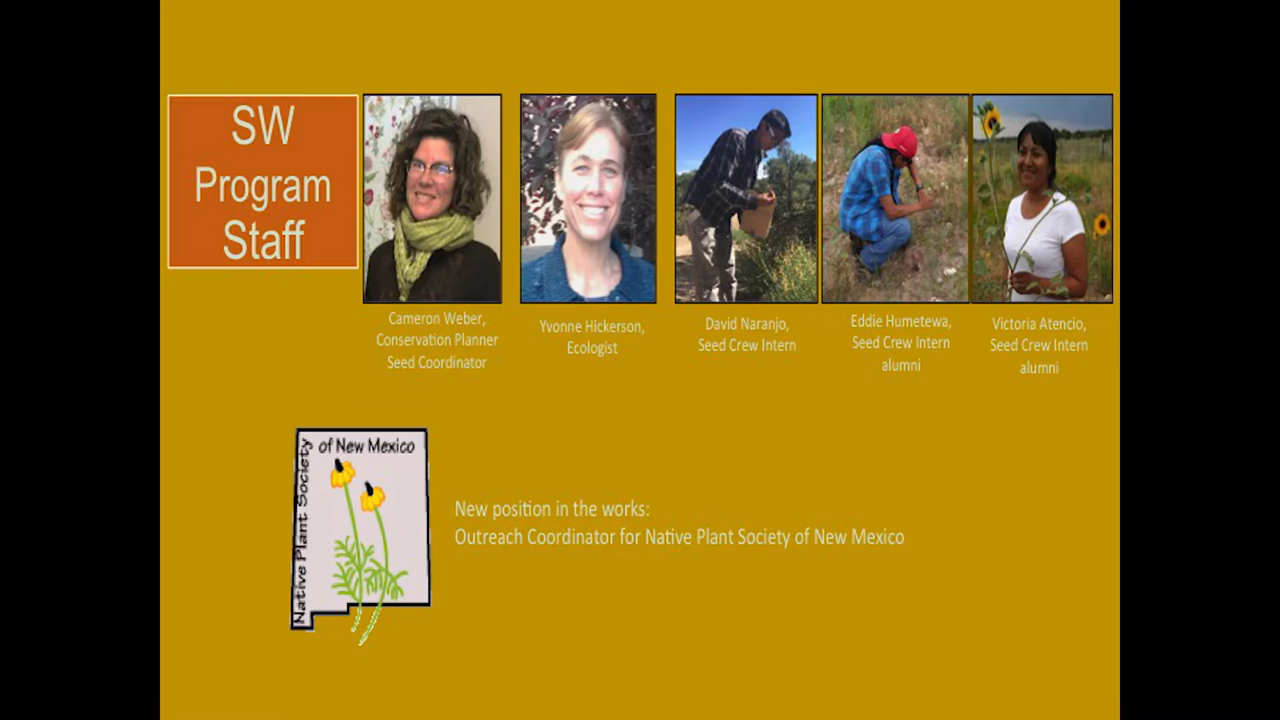 SW
Program
Staff
Cameron Weber,
Conservation Planner
Seed Coordinator
Yvonne Hickerson,
Ecologist
David Naranjo,
Seed Crew Intern
Eddie Humetewa,
Seed Crew Intern
alumni
Victoria Atencio,
Seed Crew Intern
alumni
Native Plant Society
of New Mexico
New position in the works:
Outreach Coordinator for Native Plant Society of New Mexico